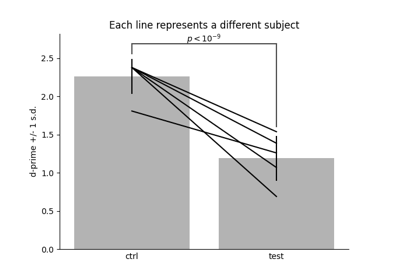 Each line represents a different subject
p < 10⁻⁹
d-prime +/- 1 s.d.
2.5
2.0
1.5
1.0
0.5
0.0
ctrl test